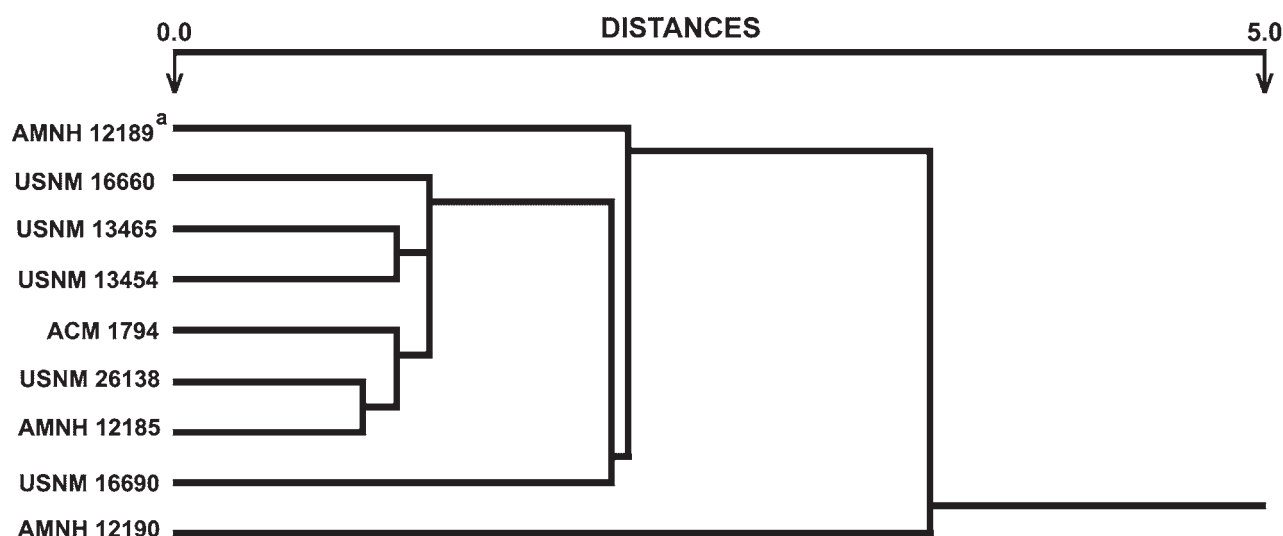 DISTANCES
0.0 5.0
AMNH 12189a
USNM 16660
USNM 13465
USNM 13454
ACM 1794
USNM 26138
AMNH 12185
USNM 16690
AMNH 12190